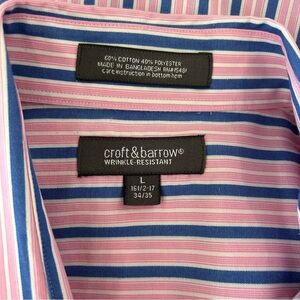 60% COTTON 40% POLYESTER
MADE IN BANGLADESH
care instruction in bottom hem
croft&barrow®
WRINKLE-RESISTANT
L
16 1/2-17
34/35